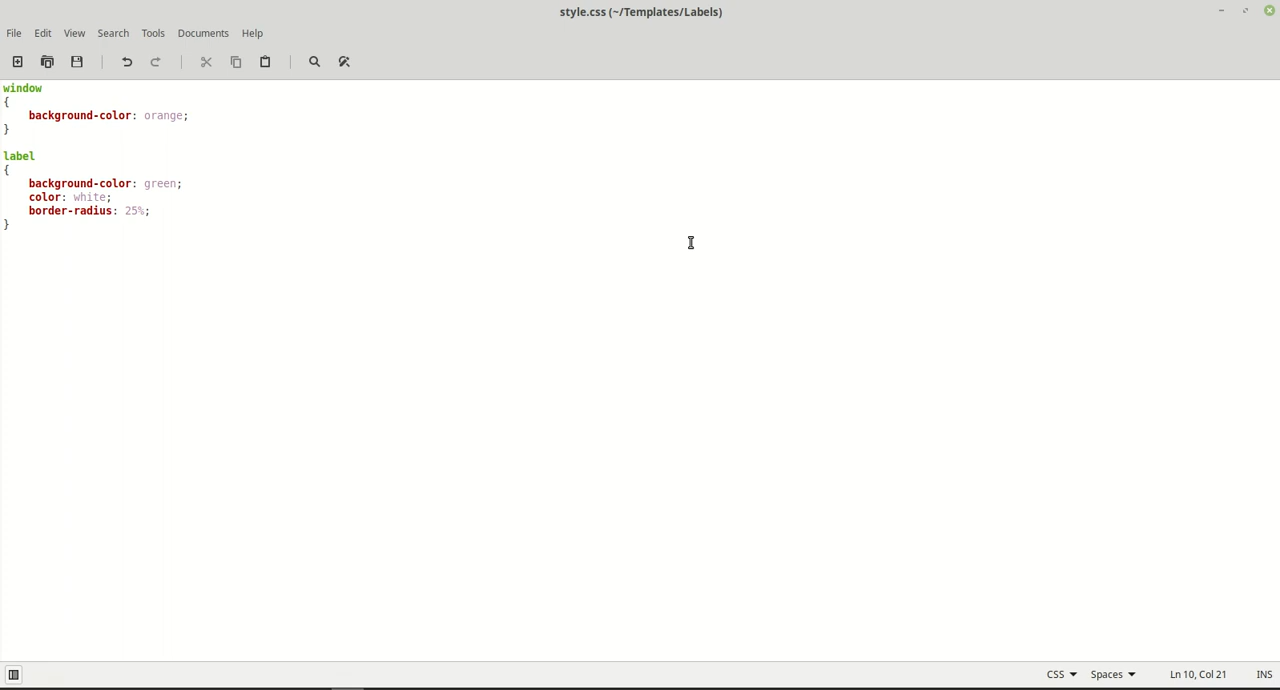 style.css (~/Templates/Labels)
File Edit View Search Tools Documents Help
window
{
    background-color: orange;
}

label
{
    background-color: green;
    color: white;
    border-radius: 25%;
}
CSS Spaces Ln 10, Col 21 INS